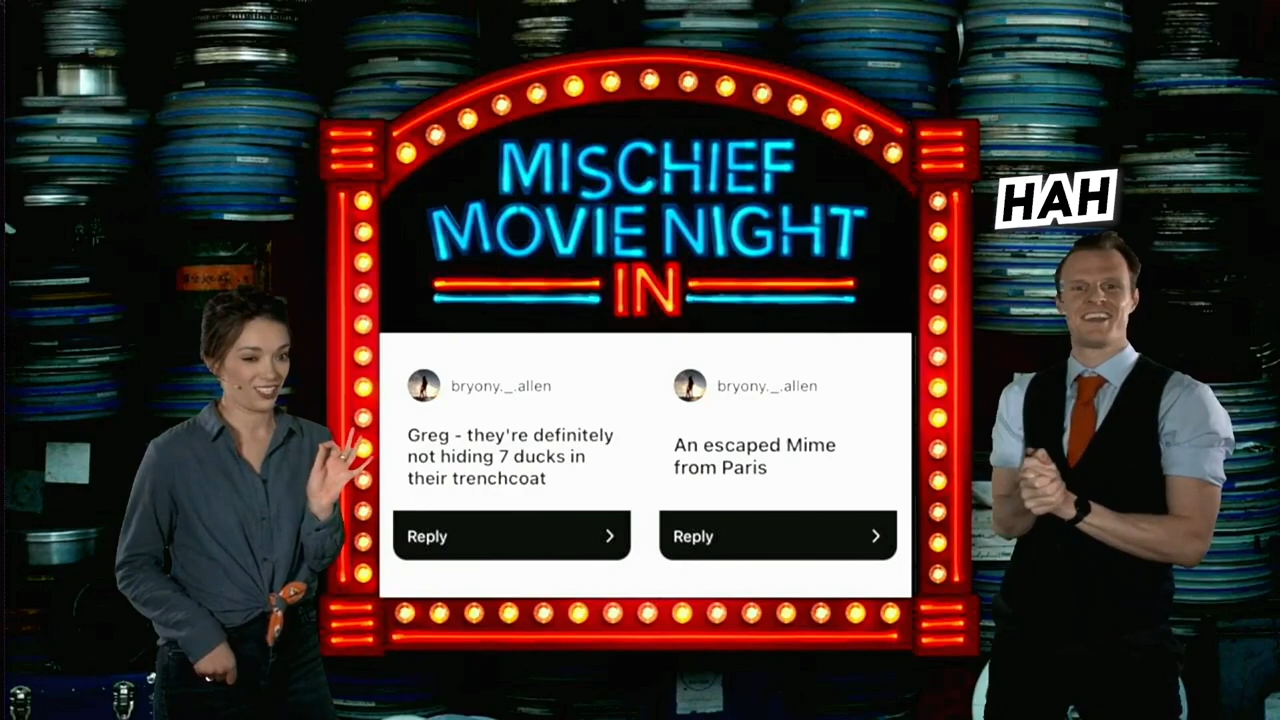 MISCHIEF
MOVIE NIGHT
IN
HAH
bryony._.allen
Greg - they're definitely
not hiding 7 ducks in
their trenchcoat
Reply
bryony._.allen
An escaped Mime
from Paris
Reply